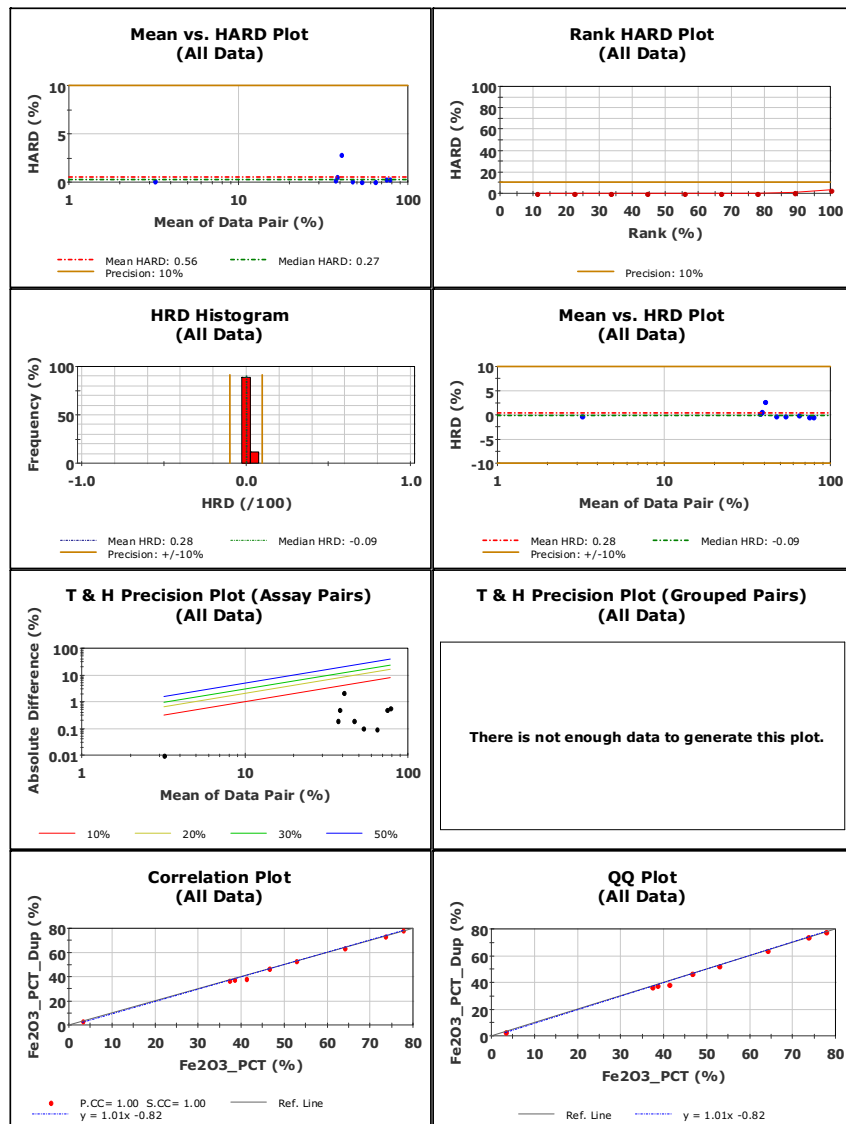 Mean vs. HARD Plot
(All Data)
10
5
0
HARD (%)
1
10
100
Mean of Data Pair (%)
Mean HARD: 0.56
Median HARD: 0.27
Precision: 10%
Rank HARD Plot
(All Data)
100
80
60
40
20
0
HARD (%)
0 10 20 30 40 50 60 70 80 90 100
Rank (%)
Precision: 10%
HRD Histogram
(All Data)
100
50
0
Frequency (%)
-1.0
0.0
1.0
HRD (/100)
Mean HRD: 0.28
Median HRD: -0.09
Precision: +/-10%
Mean vs. HRD Plot
(All Data)
10
5
0
-5
-10
HRD (%)
1
10
100
Mean of Data Pair (%)
Mean HRD: 0.28
Median HRD: -0.09
Precision: +/-10%
T & H Precision Plot (Assay Pairs)
(All Data)
100
10
1
0.1
0.01
Absolute Difference (%)
1
10
100
Mean of Data Pair (%)
10%
20%
30%
50%
T & H Precision Plot (Grouped Pairs)
(All Data)
There is not enough data to generate this plot.
Correlation Plot
(All Data)
80
60
40
20
0
Fe2O3_PCT_Dup (%)
0 10 20 30 40 50 60 70 80
Fe2O3_PCT (%)
P.CC= 1.00 S.CC= 1.00
Ref. Line
y = 1.01x -0.82
QQ Plot
(All Data)
80
60
40
20
0
Fe2O3_PCT_Dup (%)
0 10 20 30 40 50 60 70 80
Fe2O3_PCT (%)
Ref. Line
y = 1.01x -0.82